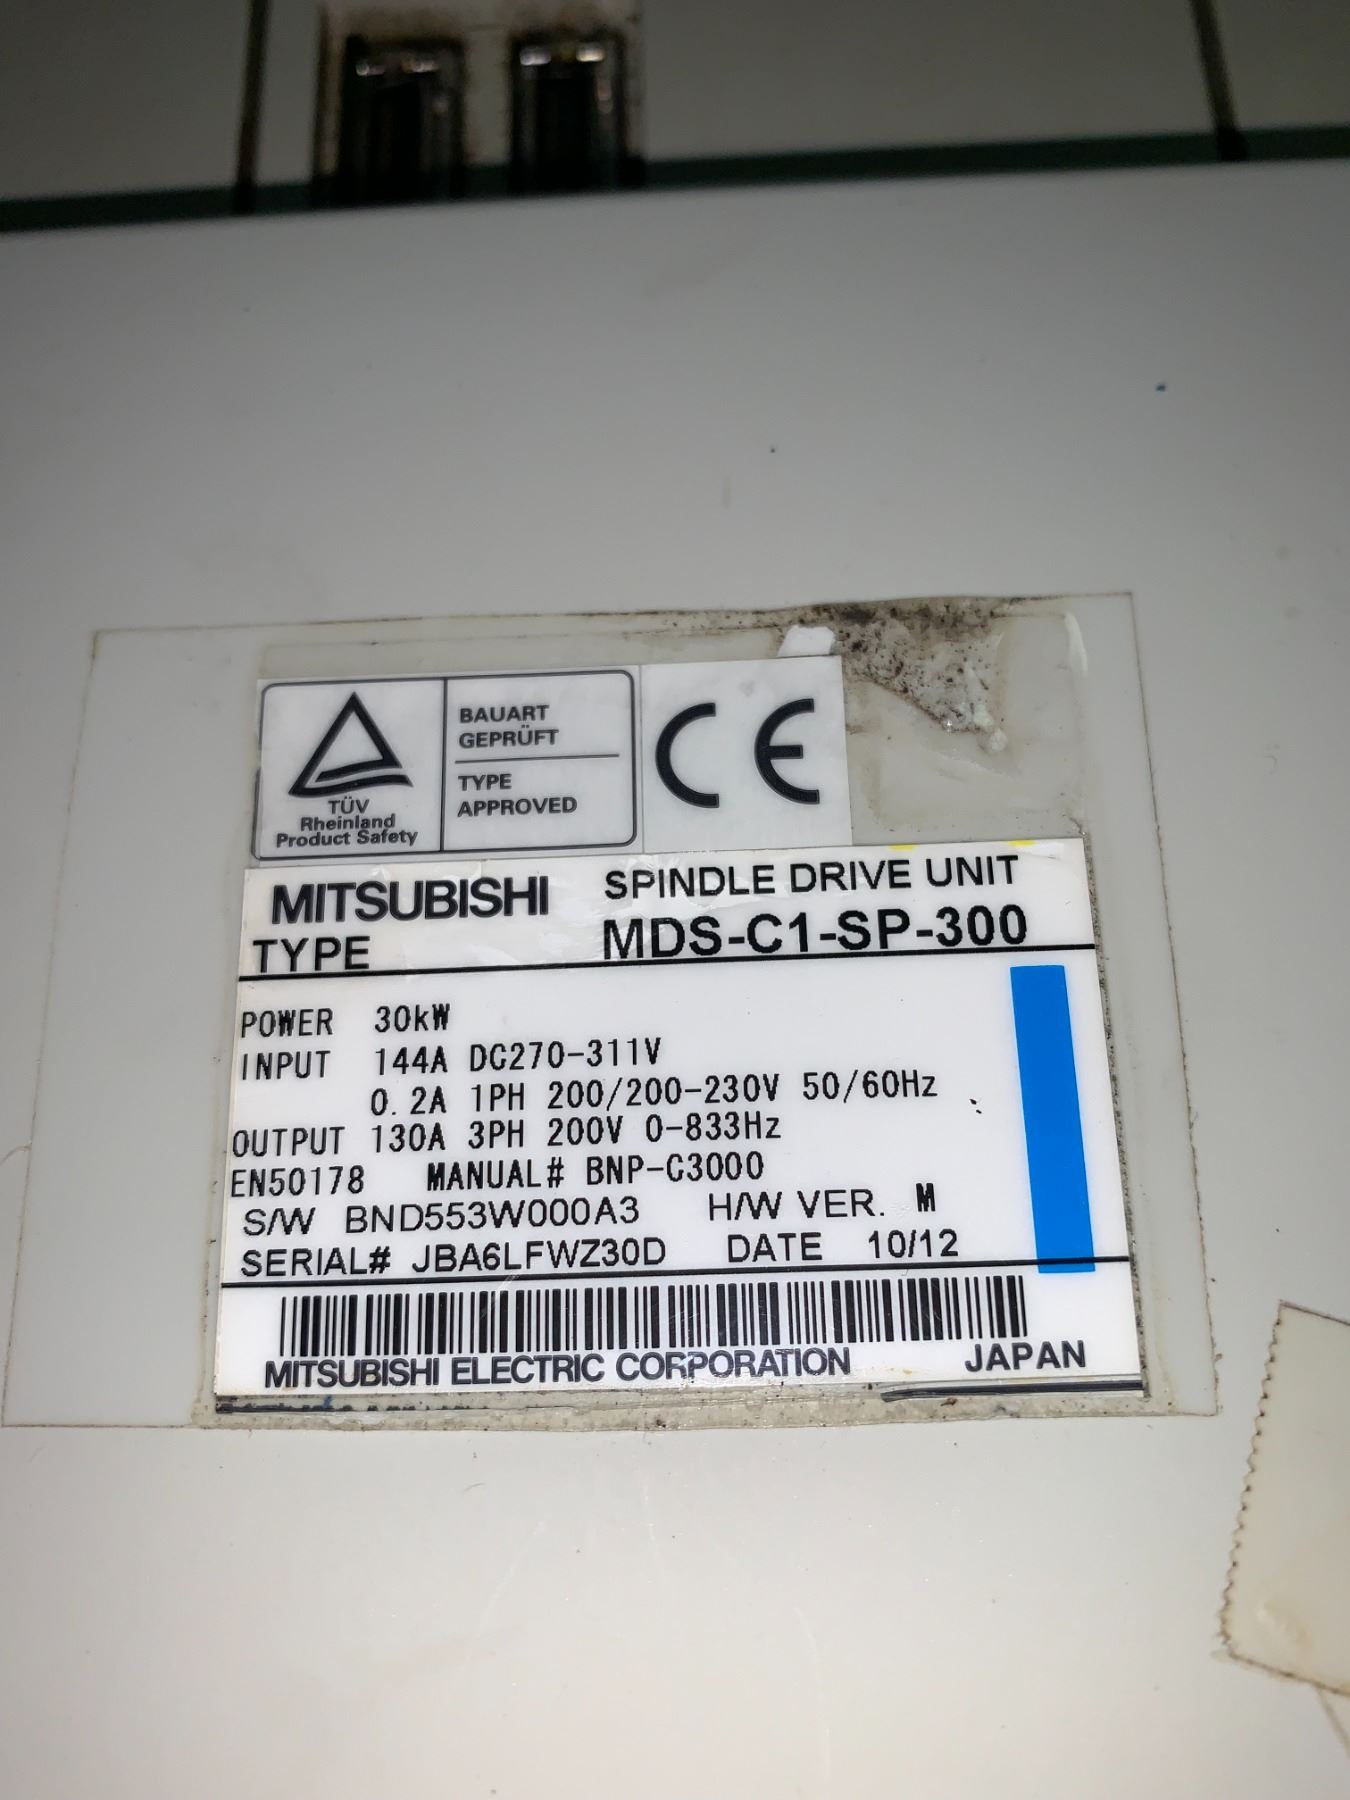 BAUART
GEPRÜFT
TYPE
APPROVED
TÜV
Rheinland
Product Safety
CE
MITSUBISHI SPINDLE DRIVE UNIT
TYPE MDS-C1-SP-300
POWER 30kW
INPUT 144A DC270-311V
0.2A 1PH 200/200-230V 50/60Hz
OUTPUT 130A 3PH 200V 0-833Hz
EN50178 MANUAL# BNP-C3000
S/W BND553W000A3 H/W VER. M
SERIAL# JBA6LFWZ30D DATE 10/12
MITSUBISHI ELECTRIC CORPORATION JAPAN